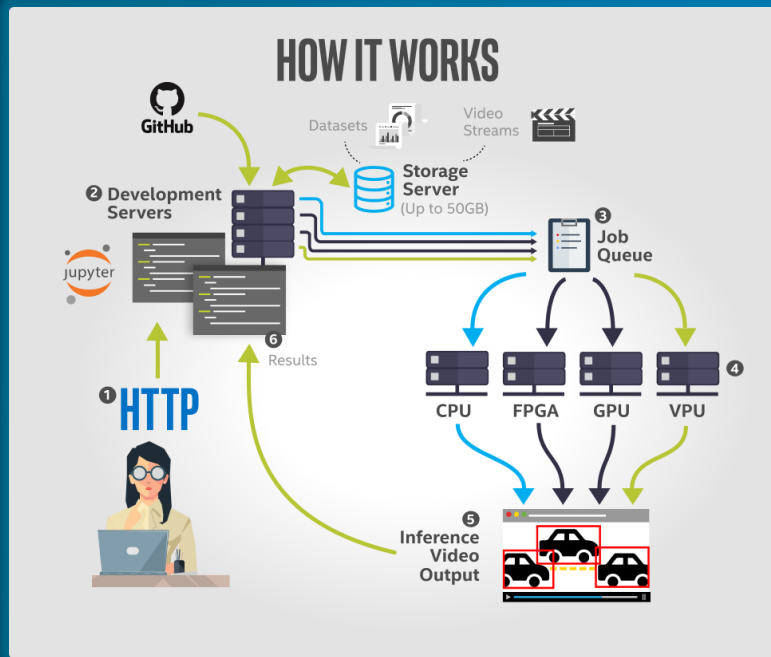 HOW IT WORKS
GitHub
Datasets
Video
Streams
Storage
Server
(Up to 50GB)
2 Development
Servers
jupyter
3
Job
Queue
6
Results
1 HTTP
4
CPU
FPGA
GPU
VPU
5
Inference
Video
Output